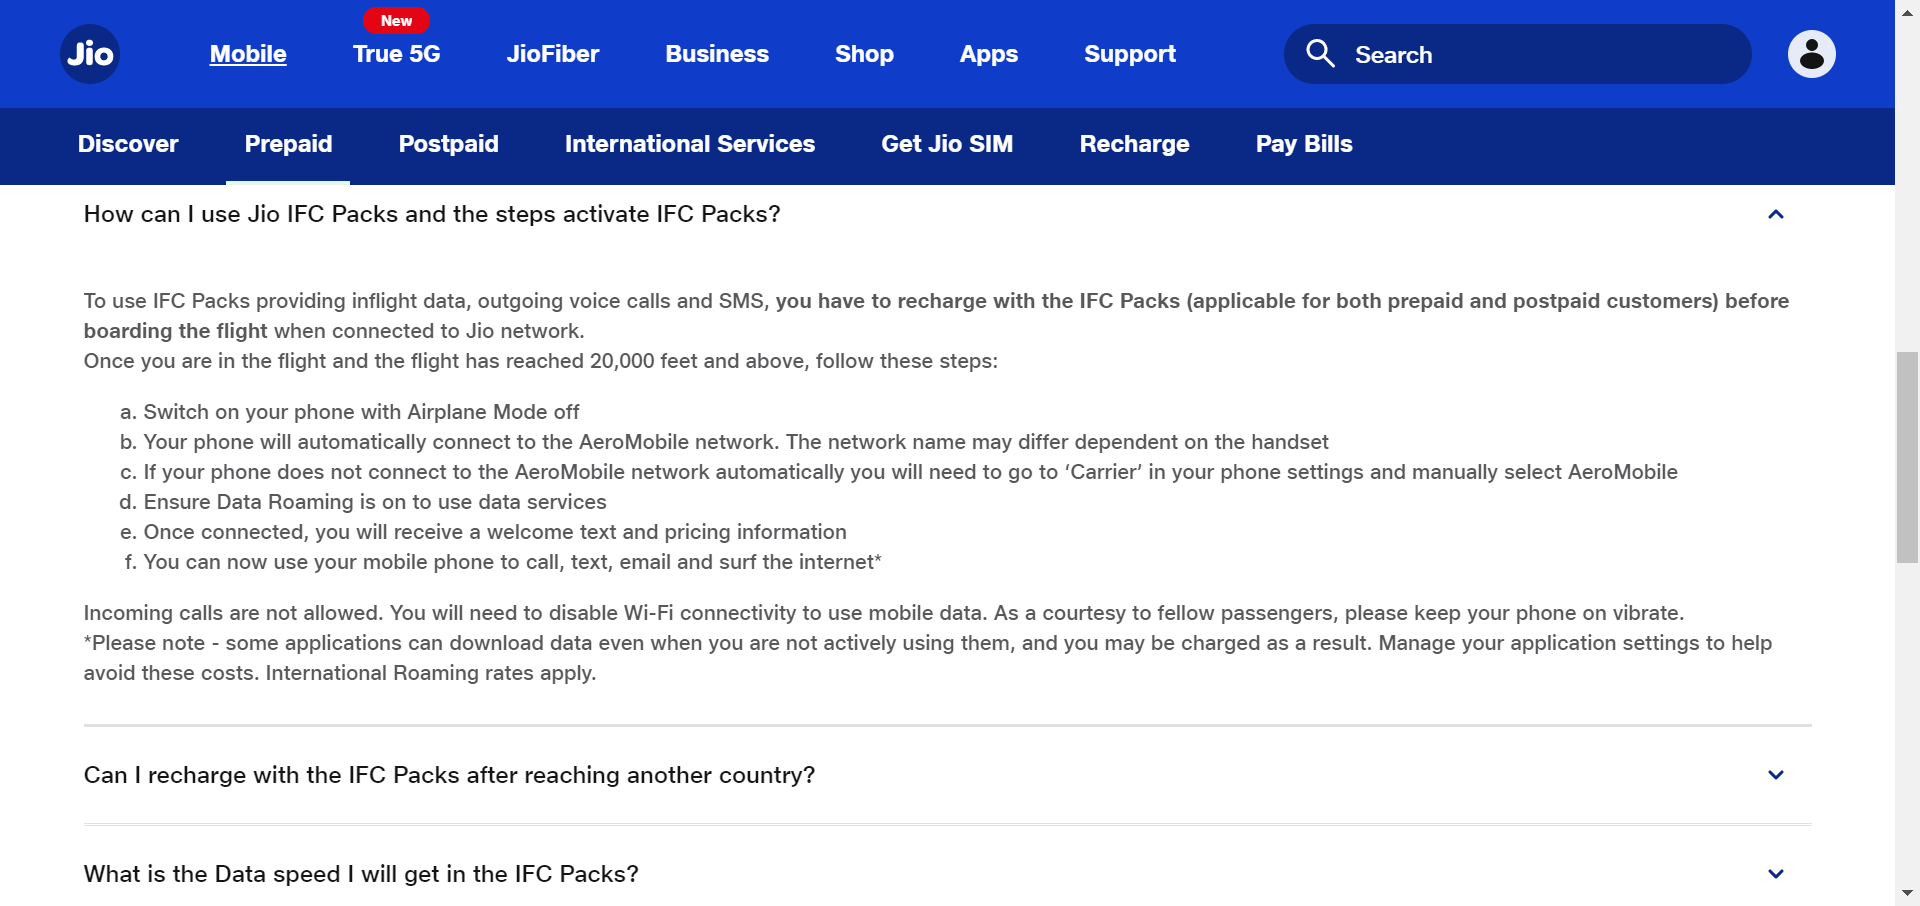 New
Jio Mobile True 5G JioFiber Business Shop Apps Support Search
Discover Prepaid Postpaid International Services Get Jio SIM Recharge Pay Bills
How can I use Jio IFC Packs and the steps activate IFC Packs?
To use IFC Packs providing inflight data, outgoing voice calls and SMS, you have to recharge with the IFC Packs (applicable for both prepaid and postpaid customers) before
boarding the flight when connected to Jio network.
Once you are in the flight and the flight has reached 20,000 feet and above, follow these steps:
a. Switch on your phone with Airplane Mode off
b. Your phone will automatically connect to the AeroMobile network. The network name may differ dependent on the handset
c. If your phone does not connect to the AeroMobile network automatically you will need to go to ‘Carrier’ in your phone settings and manually select AeroMobile
d. Ensure Data Roaming is on to use data services
e. Once connected, you will receive a welcome text and pricing information
f. You can now use your mobile phone to call, text, email and surf the internet*
Incoming calls are not allowed. You will need to disable Wi-Fi connectivity to use mobile data. As a courtesy to fellow passengers, please keep your phone on vibrate.
*Please note - some applications can download data even when you are not actively using them, and you may be charged as a result. Manage your application settings to help
avoid these costs. International Roaming rates apply.
Can I recharge with the IFC Packs after reaching another country?
What is the Data speed I will get in the IFC Packs?